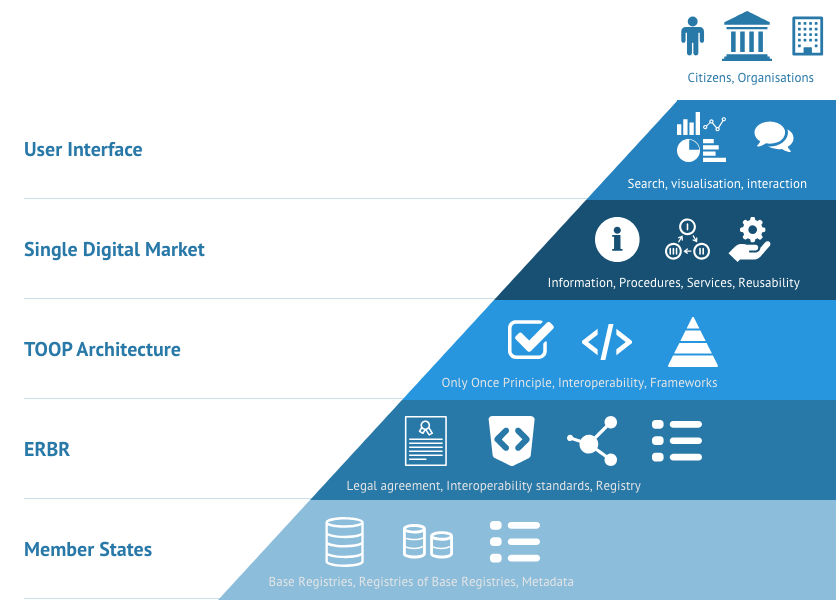 Citizens, Organisations
User Interface
Search, visualisation, interaction
Single Digital Market
Information, Procedures, Services, Reusability
TOOP Architecture
Only Once Principle, Interoperability, Frameworks
ERBR
Legal agreement, Interoperability standards, Registry
Member States
Base Registries, Registries of Base Registries, Metadata